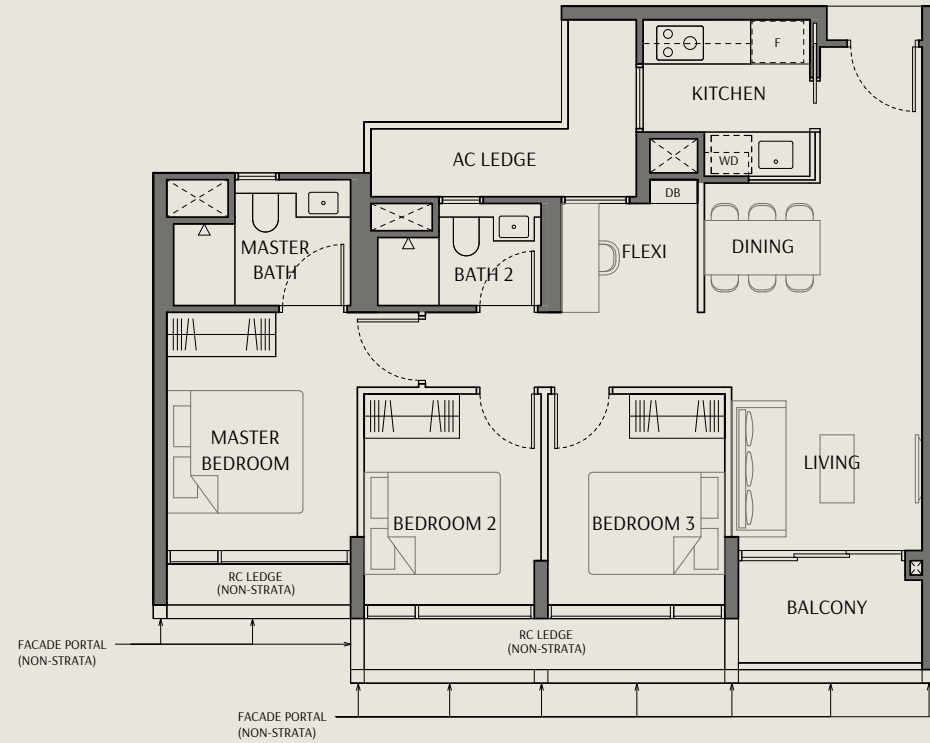 F
KITCHEN
AC LEDGE
WD
DB
MASTER
BATH
BATH 2
FLEXI
DINING
MASTER
BEDROOM
BEDROOM 2
BEDROOM 3
LIVING
RC LEDGE
(NON-STRATA)
BALCONY
RC LEDGE
(NON-STRATA)
FACADE PORTAL
(NON-STRATA)
FACADE PORTAL
(NON-STRATA)